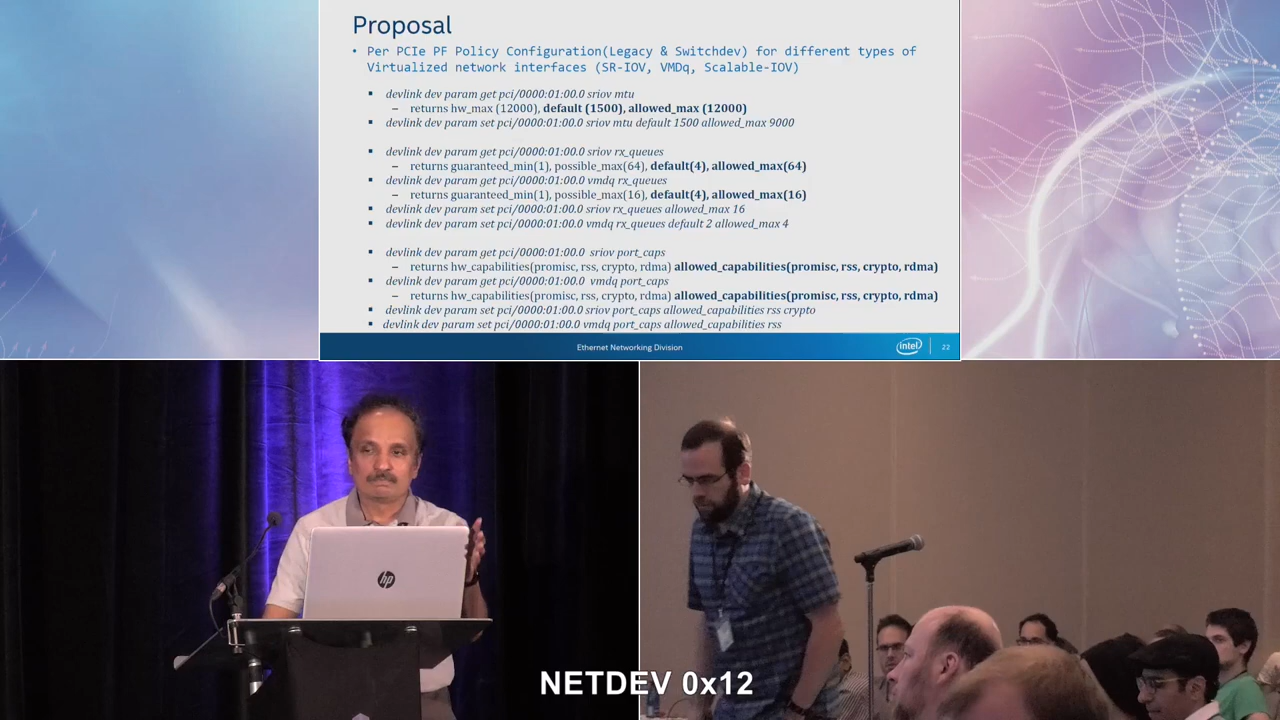 Proposal
• Per PCIe PF Policy Configuration(Legacy & Switchdev) for different types of
Virtualized network interfaces (SR-IOV, VMDq, Scalable-IOV)
▪ devlink dev param get pci/0000:01:00.0 sriov mtu
– returns hw_max (12000), default (1500), allowed_max (12000)
▪ devlink dev param set pci/0000:01:00.0 sriov mtu default 1500 allowed_max 9000
▪ devlink dev param get pci/0000:01:00.0 sriov rx_queues
– returns guaranteed_min(1), possible_max(64), default(4), allowed_max(64)
▪ devlink dev param get pci/0000:01:00.0 vmdq rx_queues
– returns guaranteed_min(1), possible_max(16), default(4), allowed_max(16)
▪ devlink dev param set pci/0000:01:00.0 sriov rx_queues allowed_max 16
▪ devlink dev param set pci/0000:01:00.0 vmdq rx_queues default 2 allowed_max 4
▪ devlink dev param get pci/0000:01:00.0 sriov port_caps
– returns hw_capabilities(promisc, rss, crypto, rdma) allowed_capabilities(promisc, rss, crypto, rdma)
▪ devlink dev param get pci/0000:01:00.0 vmdq port_caps
– returns hw_capabilities(promisc, rss, crypto, rdma) allowed_capabilities(promisc, rss, crypto, rdma)
▪ devlink dev param set pci/0000:01:00.0 sriov port_caps allowed_capabilities rss crypto
▪ devlink dev param set pci/0000:01:00.0 vmdq port_caps allowed_capabilities rss
Ethernet Networking Division
intel
22
hp
NETDEV 0x12